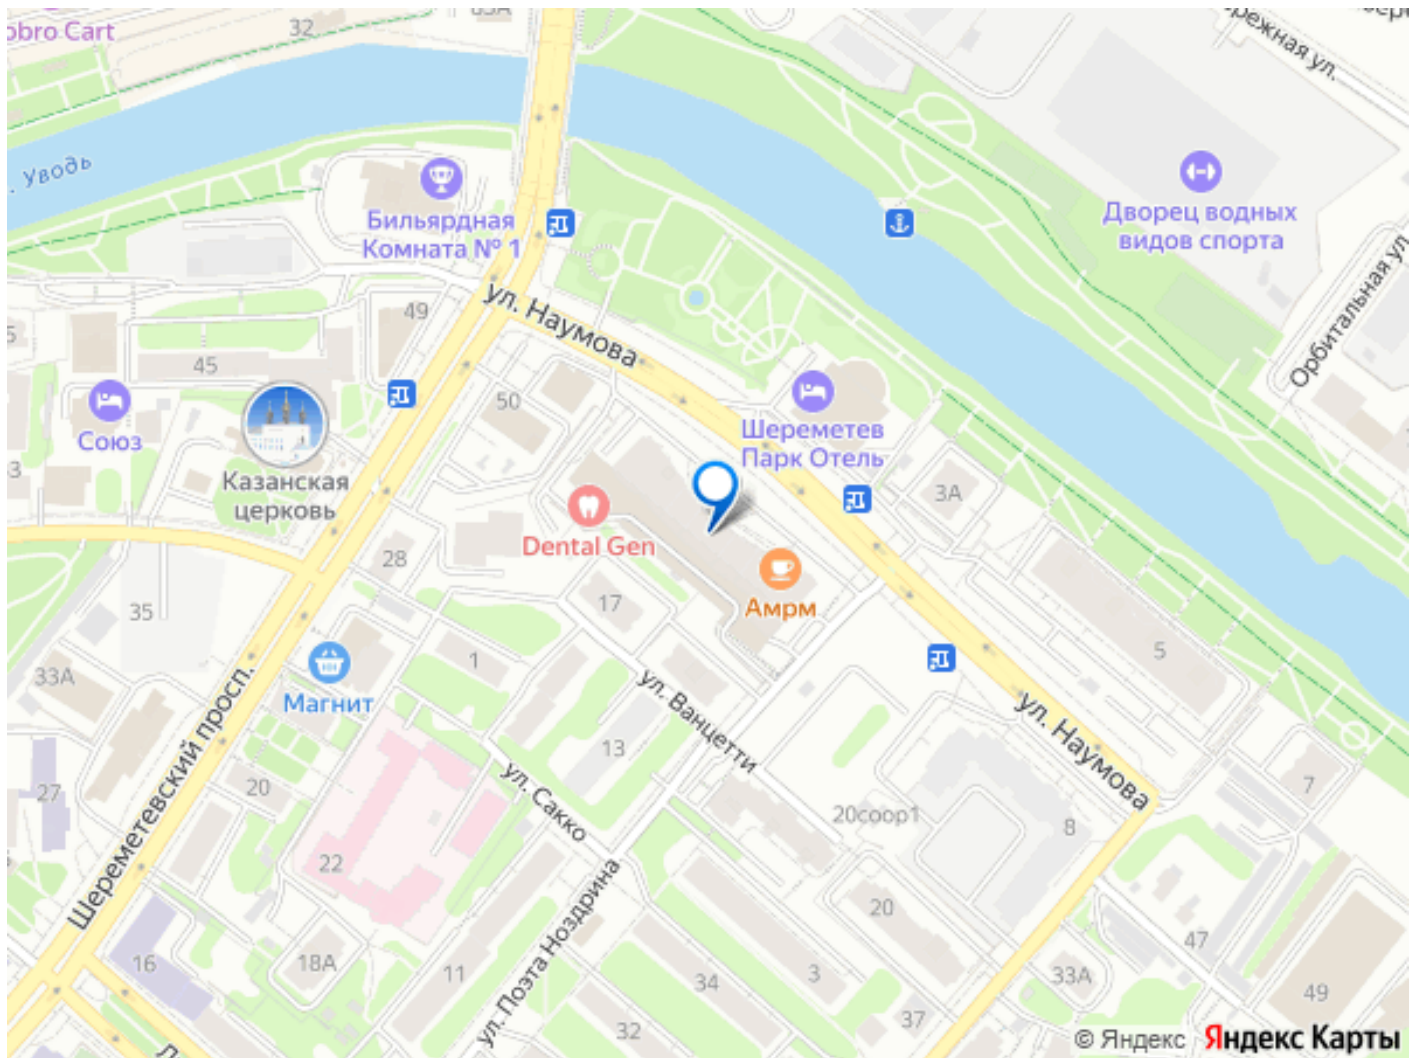 obro Cart
32
63А
ережная ул.
р. Уводь
Бильярдная
Комната № 1
Дворец водных
видов спорта
Орбитальная ул.
ул. Наумова
49
45
50
Союз
Казанская
церковь
Шереметев
Парк Отель
3А
Dental Gen
Амрм
28
17
35
33А
1
Магнит
5
ул. Ванцетти
13
ул. Наумова
Шереметевский просп.
27
20
7
ул. Сакко
20соор1
8
22
ул. Поэта Ноздрина
20
47
16
18А
11
34
3
33А
49
32
37
© Яндекс Яндекс Карты